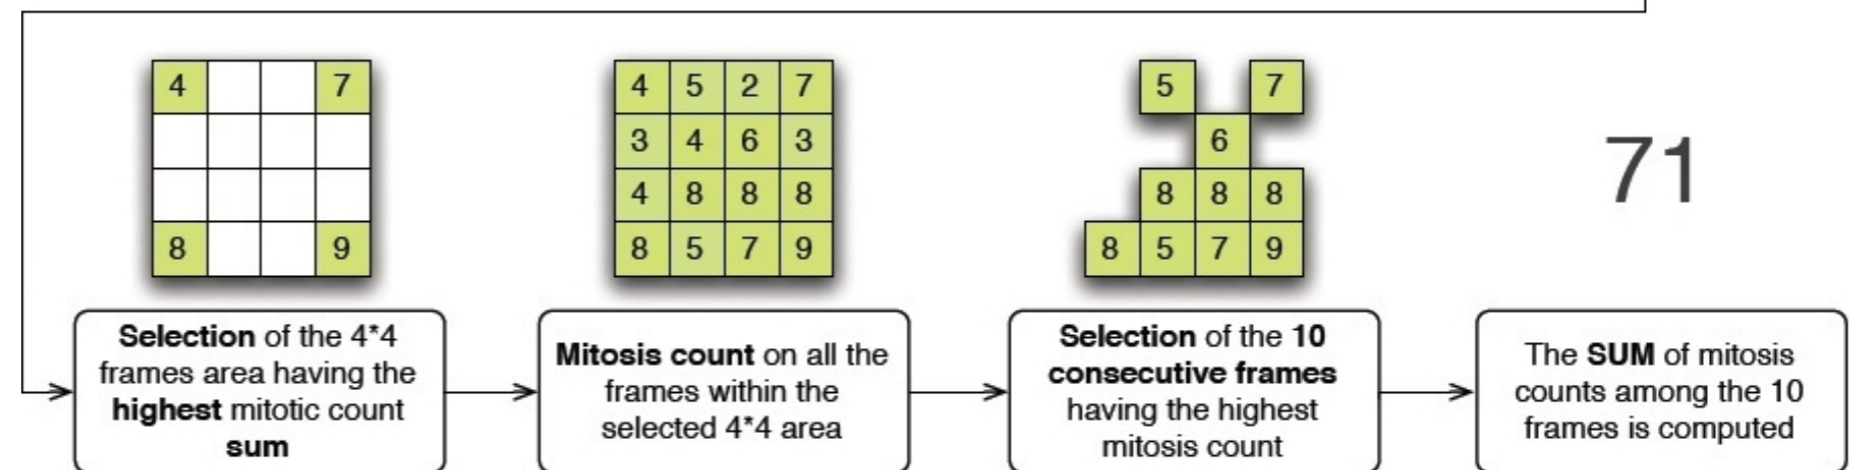 4 7
8 9
4 5 2 7
3 4 6 3
4 8 8 8
8 5 7 9
5 7
6
8 8 8
8 5 7 9
71
Selection of the 4*4
frames area having the
highest mitotic count
sum
Mitosis count on all the
frames within the
selected 4*4 area
Selection of the 10
consecutive frames
having the highest
mitosis count
The SUM of mitosis
counts among the 10
frames is computed